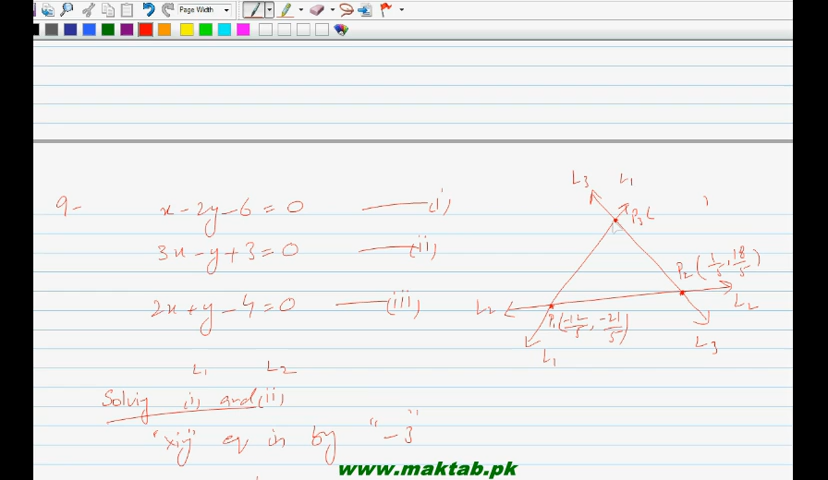 Page Width
9- x - 2y - 6 = 0 ——— (i)
3x - y + 3 = 0 ——— (ii)
2x + y - 4 = 0 ——— (iii)
L3 L1
P3 (
P2 (1/5, 18/5)
L2 L2
P1 (-12/5, -21/5)
L3
L1
L1 L2
Solvig (i) and (ii)
"xiy" eq in by "-3"
www.maktab.pk